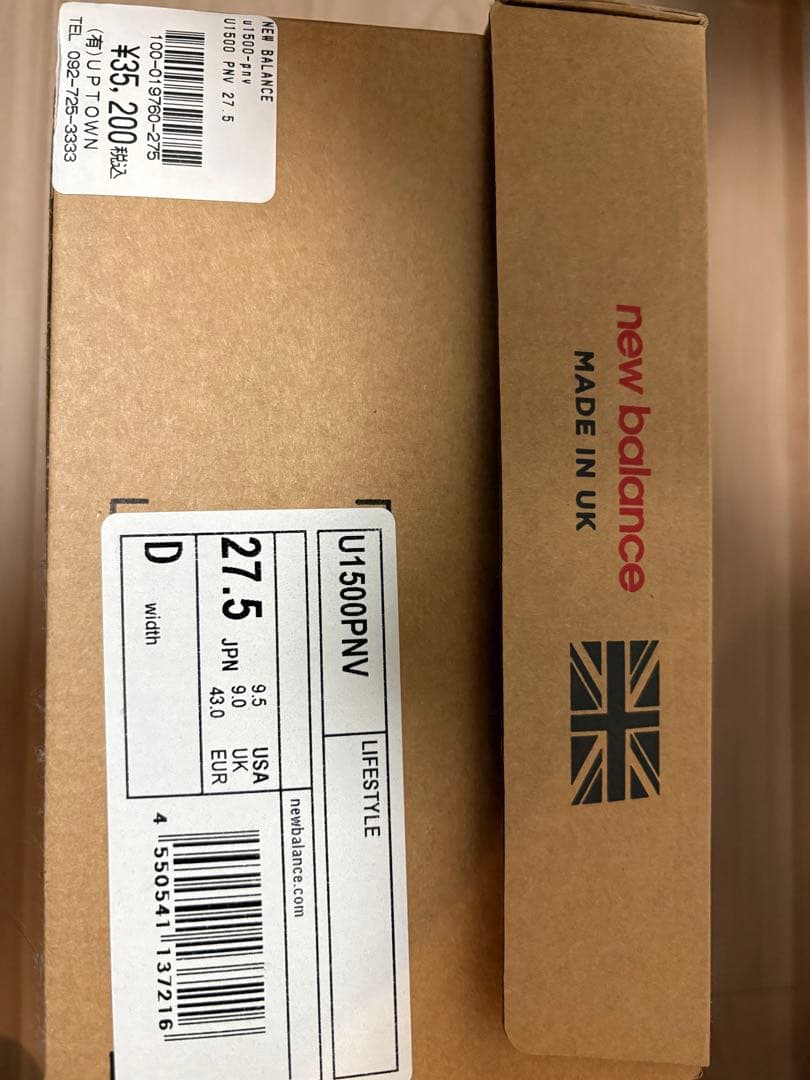 NEW BALANCE
u1500-pnv
U1500 PNV 27.5
100-019760-275
¥35,200税込
(有)UPTOWN
TEL 092-725-3333
new balance
MADE IN UK
U1500PNV
LIFESTYLE
27.5 JPN
9.5 USA
9.0 UK
43.0 EUR
D width
newbalance.com
4 550541 137216